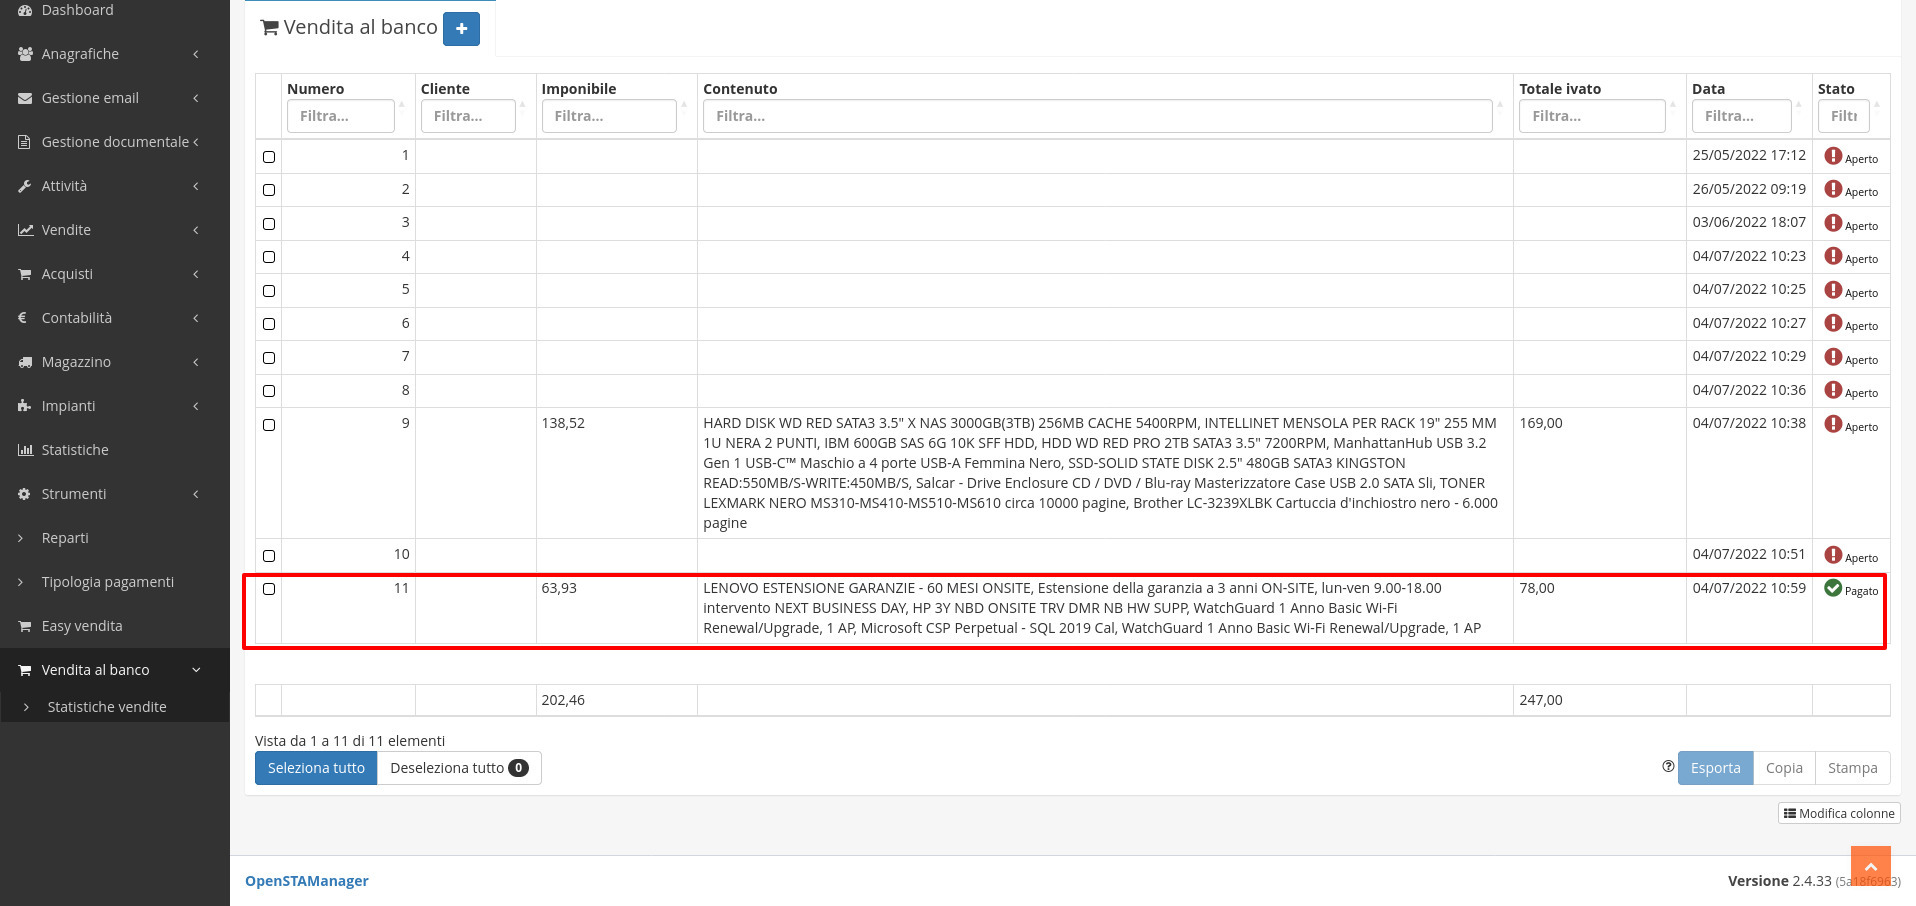 Dashboard
Anagrafiche
Gestione email
Gestione documentale
Attività
Vendite
Acquisti
Contabilità
Magazzino
Impianti
Statistiche
Strumenti
Reparti
Tipologia pagamenti
Easy vendita
Vendita al banco
Statistiche vendite
Vendita al banco +
Numero Cliente Imponibile Contenuto Totale ivato Data Stato
Filtra... Filtra... Filtra... Filtra... Filtra... Filtra... Filtr
1 25/05/2022 17:12 Aperto
2 26/05/2022 09:19 Aperto
3 03/06/2022 18:07 Aperto
4 04/07/2022 10:23 Aperto
5 04/07/2022 10:25 Aperto
6 04/07/2022 10:27 Aperto
7 04/07/2022 10:29 Aperto
8 04/07/2022 10:36 Aperto
9 138,52 HARD DISK WD RED SATA3 3.5" X NAS 3000GB(3TB) 256MB CACHE 5400RPM, INTELLINET MENSOLA PER RACK 19" 255 MM 169,00 04/07/2022 10:38 Aperto
1U NERA 2 PUNTI, IBM 600GB SAS 6G 10K SFF HDD, HDD WD RED PRO 2TB SATA3 3.5" 7200RPM, ManhattanHub USB 3.2
Gen 1 USB-C™ Maschio a 4 porte USB-A Femmina Nero, SSD-SOLID STATE DISK 2.5" 480GB SATA3 KINGSTON
READ:550MB/S-WRITE:450MB/S, Salcar - Drive Enclosure CD / DVD / Blu-ray Masterizzatore Case USB 2.0 SATA Sli, TONER
LEXMARK NERO MS310-MS410-MS510-MS610 circa 10000 pagine, Brother LC-3239XLBK Cartuccia d'inchiostro nero - 6.000
pagine
10 04/07/2022 10:51 Aperto
11 63,93 LENOVO ESTENSIONE GARANZIE - 60 MESI ONSITE, Estensione della garanzia a 3 anni ON-SITE, lun-ven 9.00-18.00 78,00 04/07/2022 10:59 Pagato
intervento NEXT BUSINESS DAY, HP 3Y NBD ONSITE TRV DMR NB HW SUPP, WatchGuard 1 Anno Basic Wi-Fi
Renewal/Upgrade, 1 AP, Microsoft CSP Perpetual - SQL 2019 Cal, WatchGuard 1 Anno Basic Wi-Fi Renewal/Upgrade, 1 AP
202,46 247,00
Vista da 1 a 11 di 11 elementi
Seleziona tutto Deseleziona tutto 0 Esporta Copia Stampa
Modifica colonne
OpenSTAManager Versione 2.4.33 (5a18f6963)